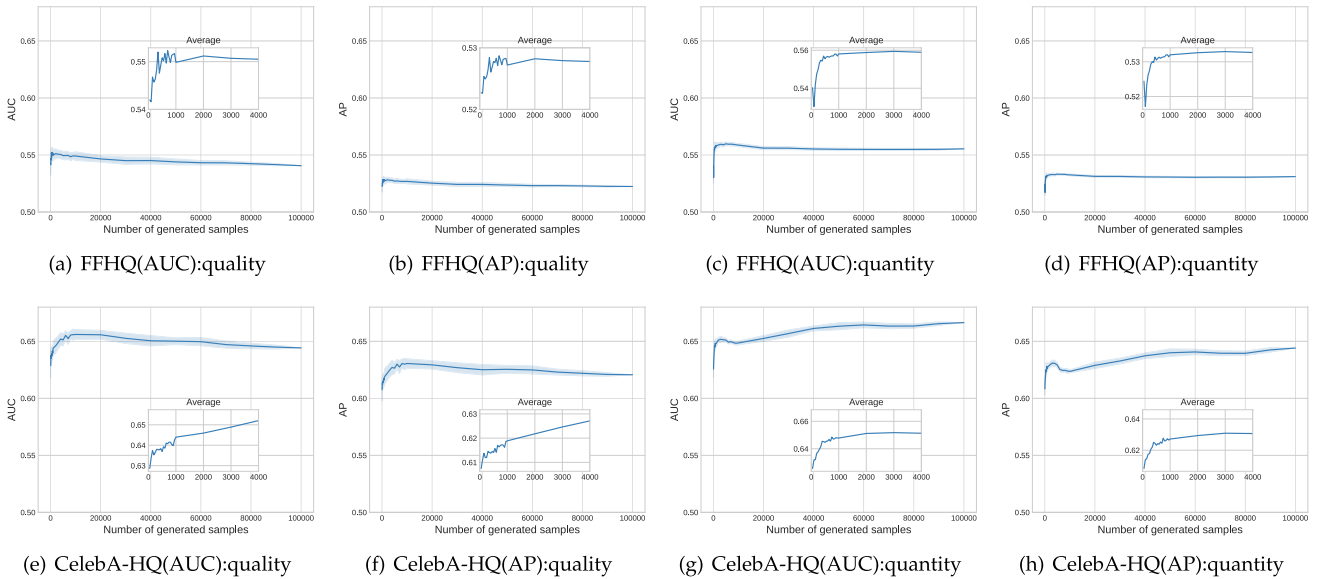 Average
Average
Average
Average
0.65
0.60
0.55
0.50
AUC
0.55
0.54
0 1000 2000 3000 4000
0 20000 40000 60000 80000 100000
Number of generated samples
0.65
0.60
0.55
0.50
AP
0.53
0.52
0 1000 2000 3000 4000
0 20000 40000 60000 80000 100000
Number of generated samples
0.65
0.60
0.55
0.50
AUC
0.56
0.54
0 1000 2000 3000 4000
0 20000 40000 60000 80000 100000
Number of generated samples
0.65
0.60
0.55
0.50
AP
0.53
0.52
0 1000 2000 3000 4000
0 20000 40000 60000 80000 100000
Number of generated samples
(a) FFHQ(AUC):quality
(b) FFHQ(AP):quality
(c) FFHQ(AUC):quantity
(d) FFHQ(AP):quantity
0.65
0.60
0.55
0.50
AUC
Average
0.65
0.64
0.63
0 1000 2000 3000 4000
0 20000 40000 60000 80000 100000
Number of generated samples
0.65
0.60
0.55
0.50
AP
Average
0.63
0.62
0.61
0 1000 2000 3000 4000
0 20000 40000 60000 80000 100000
Number of generated samples
0.65
0.60
0.55
0.50
AUC
Average
0.66
0.64
0 1000 2000 3000 4000
0 20000 40000 60000 80000 100000
Number of generated samples
0.65
0.60
0.55
0.50
AP
Average
0.64
0.62
0 1000 2000 3000 4000
0 20000 40000 60000 80000 100000
Number of generated samples
(e) CelebA-HQ(AUC):quality
(f) CelebA-HQ(AP):quality
(g) CelebA-HQ(AUC):quantity
(h) CelebA-HQ(AP):quantity